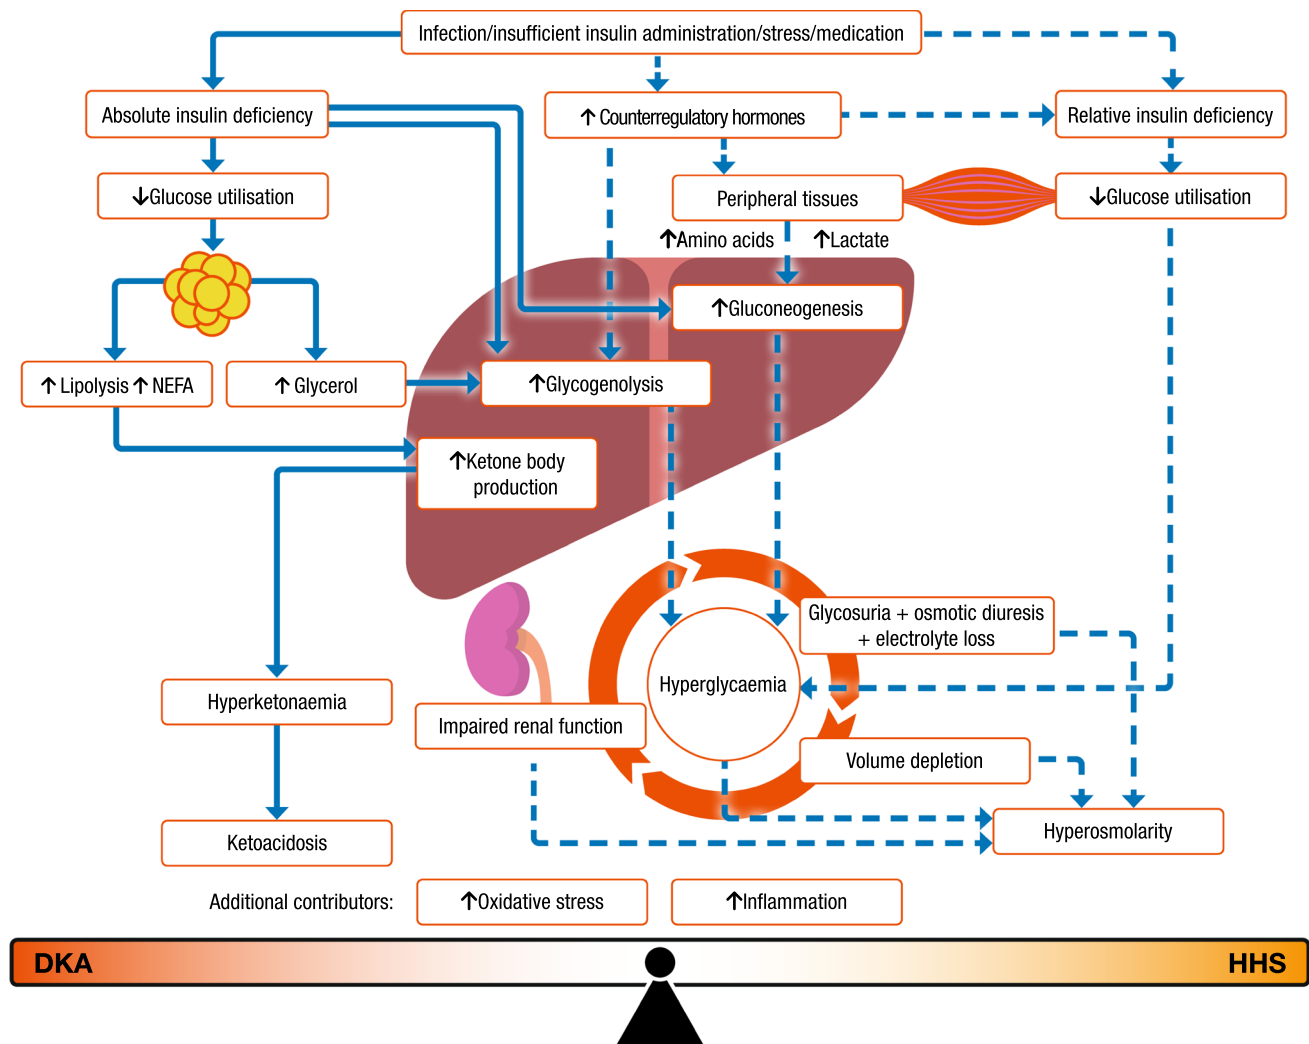 Infection/insufficient insulin administration/stress/medication
Absolute insulin deficiency
↑ Counterregulatory hormones
Relative insulin deficiency
↓Glucose utilisation
Peripheral tissues
↓Glucose utilisation
↑Amino acids ↑Lactate
↑Gluconeogenesis
↑ Lipolysis ↑ NEFA
↑ Glycerol
↑Glycogenolysis
↑Ketone body
production
Glycosuria + osmotic diuresis
+ electrolyte loss
Hyperglycaemia
Hyperketonaemia
Impaired renal function
Volume depletion
Hyperosmolarity
Ketoacidosis
Additional contributors:
↑Oxidative stress
↑Inflammation
DKA
HHS